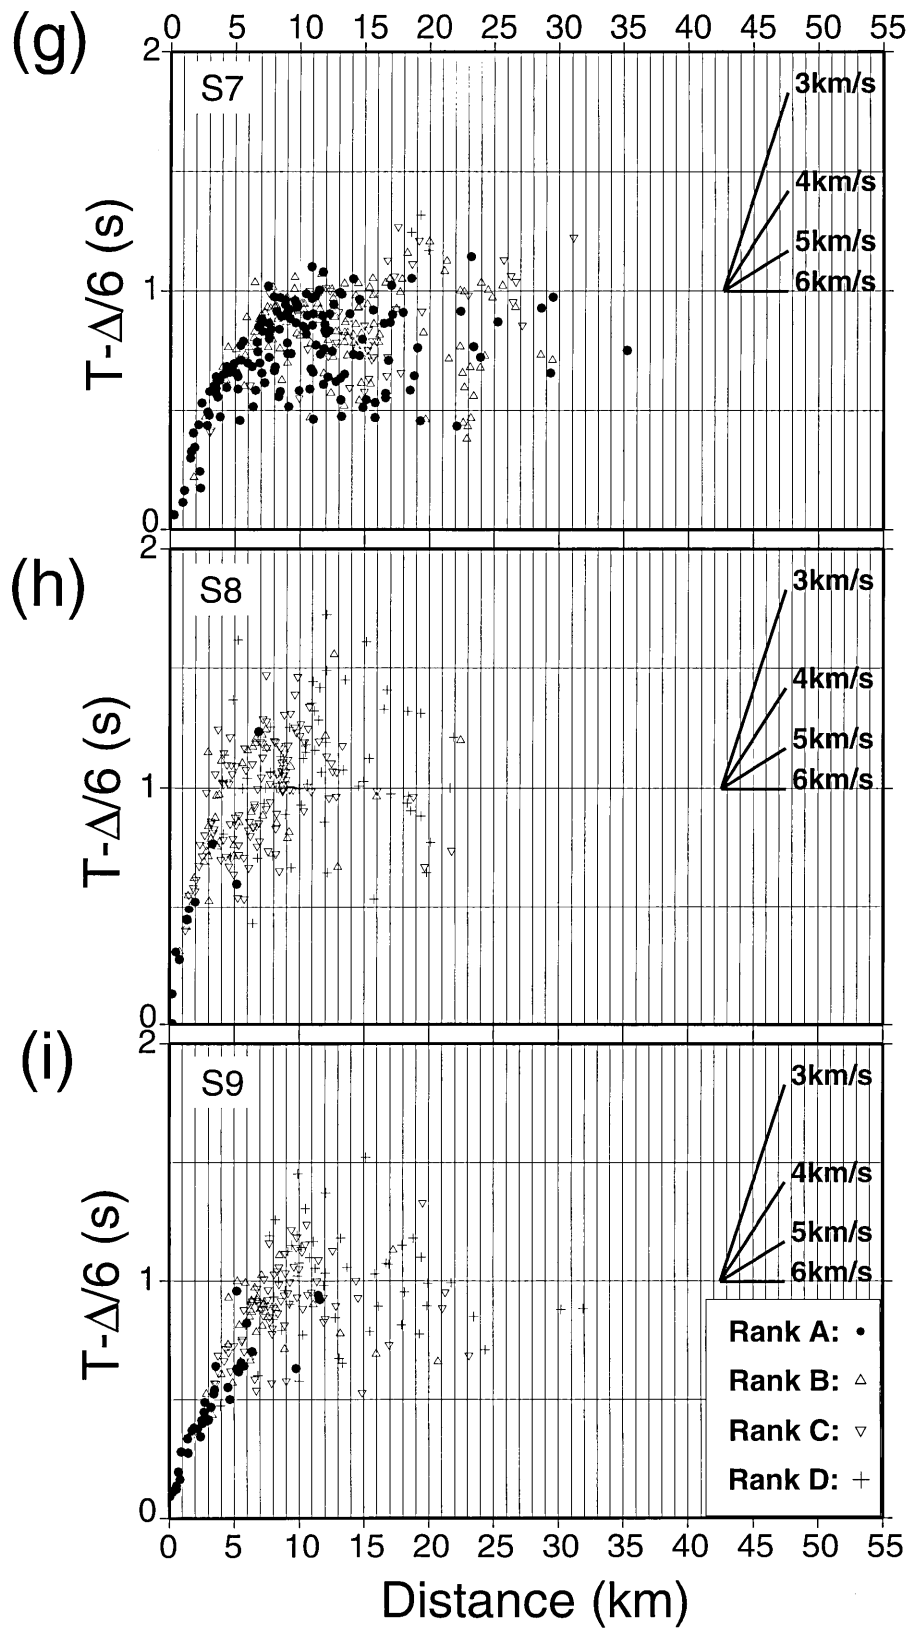 (g)
0 5 10 15 20 25 30 35 40 45 50 55
2
S7
3km/s
4km/s
5km/s
1
6km/s
T-Δ/6 (s)
0
(h)
2
S8
3km/s
4km/s
5km/s
1
6km/s
T-Δ/6 (s)
0
(i)
2
S9
3km/s
4km/s
5km/s
1
6km/s
T-Δ/6 (s)
Rank A:
Rank B:
Rank C:
Rank D:
0
0 5 10 15 20 25 30 35 40 45 50 55
Distance (km)